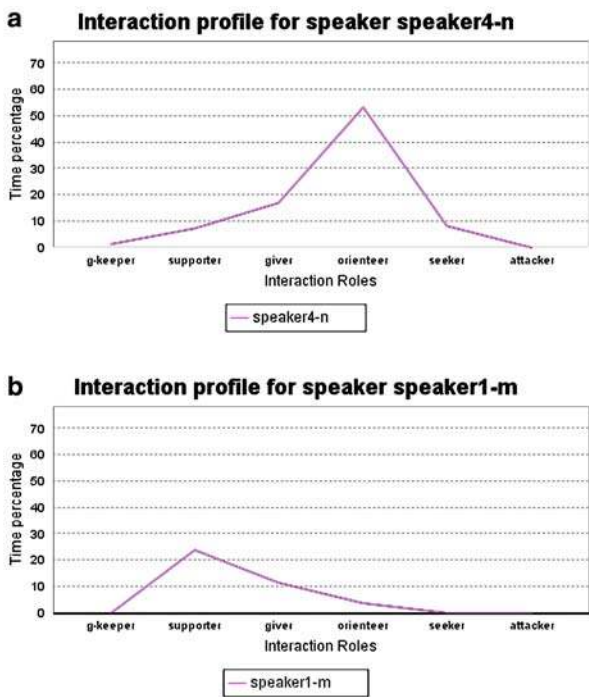 a
Interaction profile for speaker speaker4-n
Time percentage
70
60
50
40
30
20
10
0
g-keeper supporter giver orienteer seeker attacker
Interaction Roles
speaker4-n
b
Interaction profile for speaker speaker1-m
Time percentage
70
60
50
40
30
20
10
0
g-keeper supporter giver orienteer seeker attacker
Interaction Roles
speaker1-m